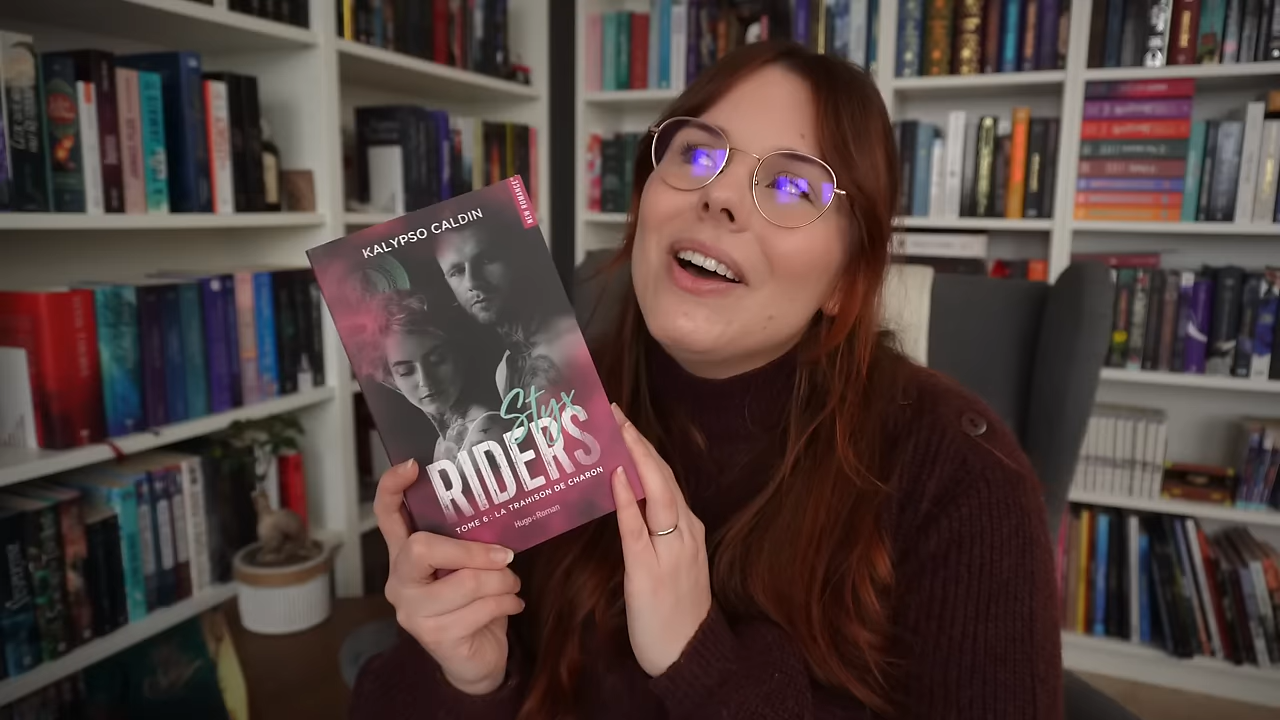 NEW ROMANCE
KALYPSO CALDIN
Styx
RIDERS
TOME 6 : LA TRAHISON DE CHARON
Hugo+Roman